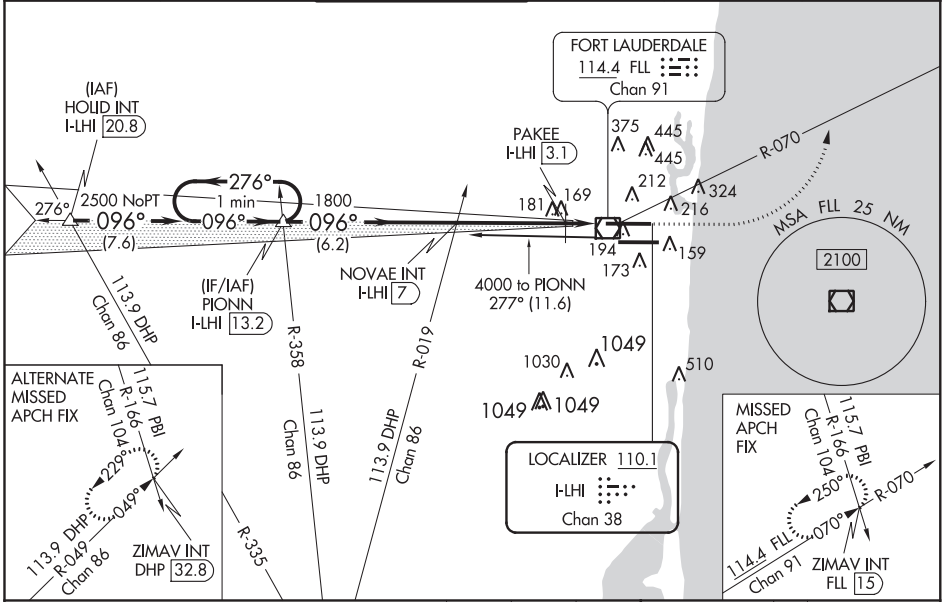 FORT LAUDERDALE
114.4 FLL
Chan 91
(IAF)
HOLID INT
I-LHI 20.8
PAKEE
I-LHI 3.1
375
445
445
R-070
276°
2500 NoPT
096°
(7.6)
276°
1 min
096°
1800
096°
(6.2)
181
169
212
324
216
194
159
173
MSA FLL 25 NM
2100
(IF/IAF)
PIONN
I-LHI 13.2
NOVAE INT
I-LHI 7
4000 to PIONN
277° (11.6)
113.9 DHP
Chan 86
R-358
113.9 DHP
Chan 86
R-019
113.9 DHP
Chan 86
1049
1030
510
1049
1049
LOCALIZER 110.1
I-LHI
Chan 38
ALTERNATE
MISSED
APCH FIX
115.7 PBI
R-166
Chan 104
229°
049°
113.9 DHP
R-049
Chan 86
ZIMAV INT
DHP 32.8
R-335
MISSED
APCH
FIX
115.7 PBI
R-166
Chan 104
250°
070°
R-070
114.4 FLL
Chan 91
ZIMAV INT
FLL 15